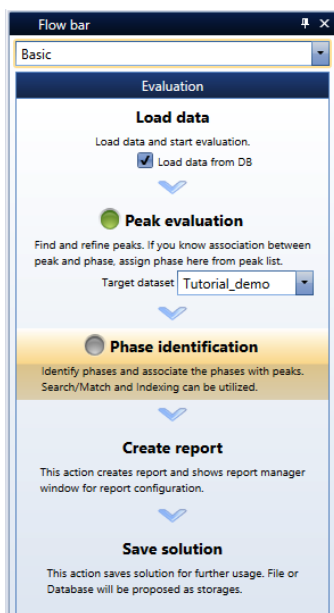 Flow bar
Basic
Evaluation
Load data
Load data and start evaluation.
Load data from DB
Peak evaluation
Find and refine peaks. If you know association between
peak and phase, assign phase here from peak list.
Target dataset Tutorial_demo
Phase identification
Identify phases and associate the phases with peaks.
Search/Match and Indexing can be utilized.
Create report
This action creates report and shows report manager
window for report configuration.
Save solution
This action saves solution for further usage. File or
Database will be proposed as storages.